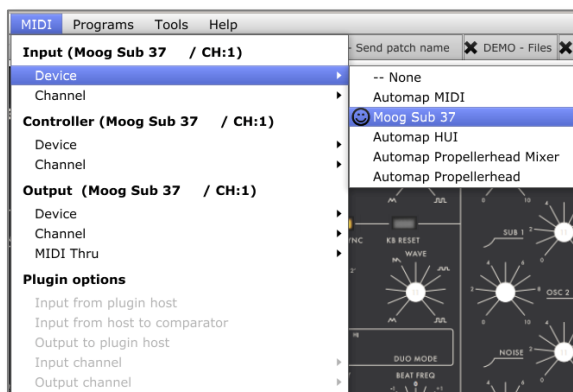 MIDI Programs Tools Help
Input (Moog Sub 37 / CH:1)
Device
Channel
Controller (Moog Sub 37 / CH:1)
Device
Channel
Output (Moog Sub 37 / CH:1)
Device
Channel
MIDI Thru
Plugin options
Input from plugin host
Input from host to comparator
Output to plugin host
Input channel
Output channel
- Send patch name
DEMO - Files
-- None
Automap MIDI
Moog Sub 37
Automap HUI
Automap Propellerhead Mixer
Automap Propellerhead
KB RESET
WAVE
SUB 1
OSC 2
NOISE
DUO MODE
BEAT FREQ